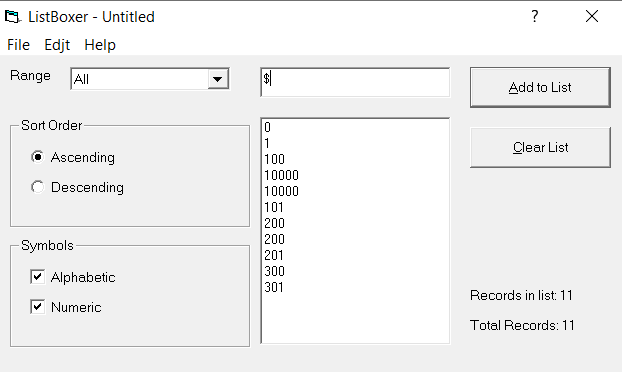 ListBoxer - Untitled
?
File Edjt Help
Range All $ Add to List
Sort Order
Ascending
Descending
Symbols
Alphabetic
Numeric
0
1
100
10000
10000
101
200
200
201
300
301
Clear List
Records in list: 11
Total Records: 11